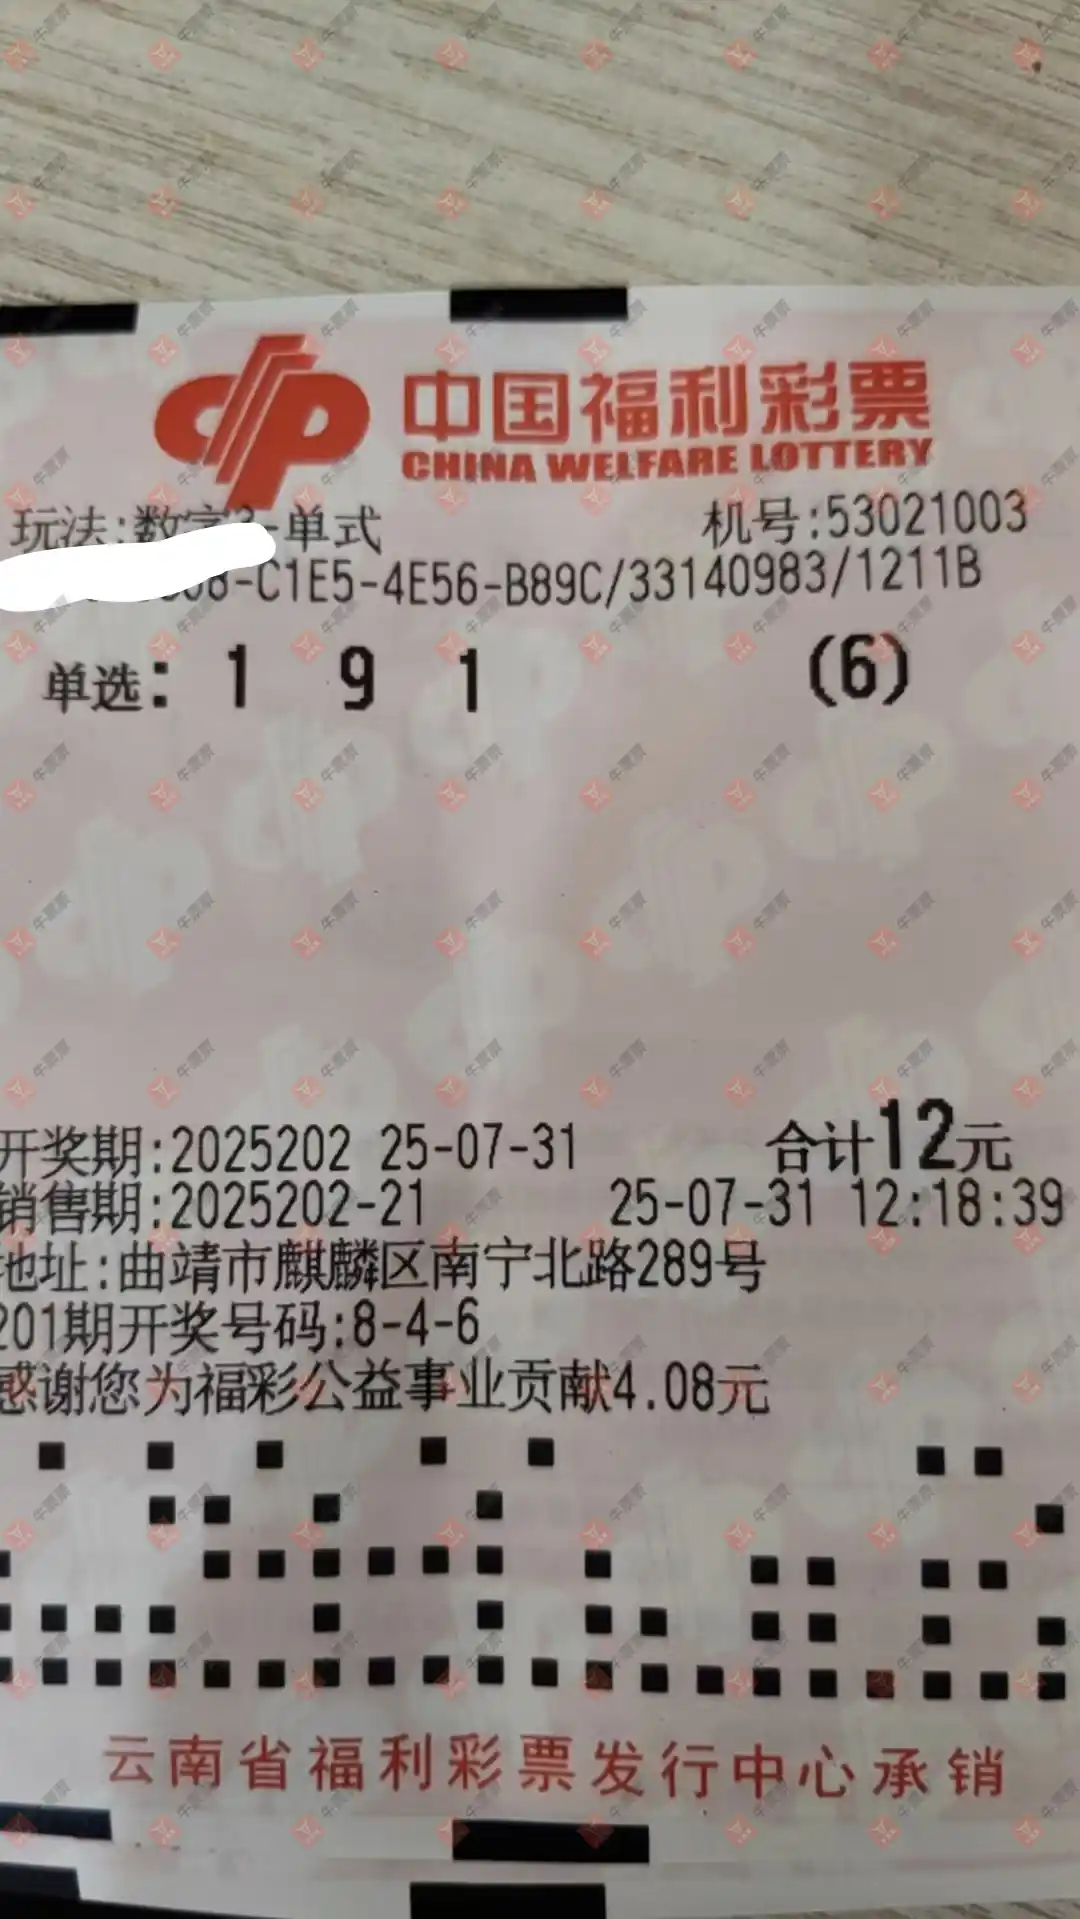 中国福利彩票
CHINA WELFARE LOTTERY
玩法:数字3-单式 机号:53021003
08-C1E5-4E56-B89C/33140983/1211B
单选: 1 9 1 (6)
开奖期:2025202 25-07-31 合计12元
销售期:2025202-21 25-07-31 12:18:39
地址:曲靖市麒麟区南宁北路289号
201期开奖号码:8-4-6
感谢您为福彩公益事业贡献4.08元
云南省福利彩票发行中心承销